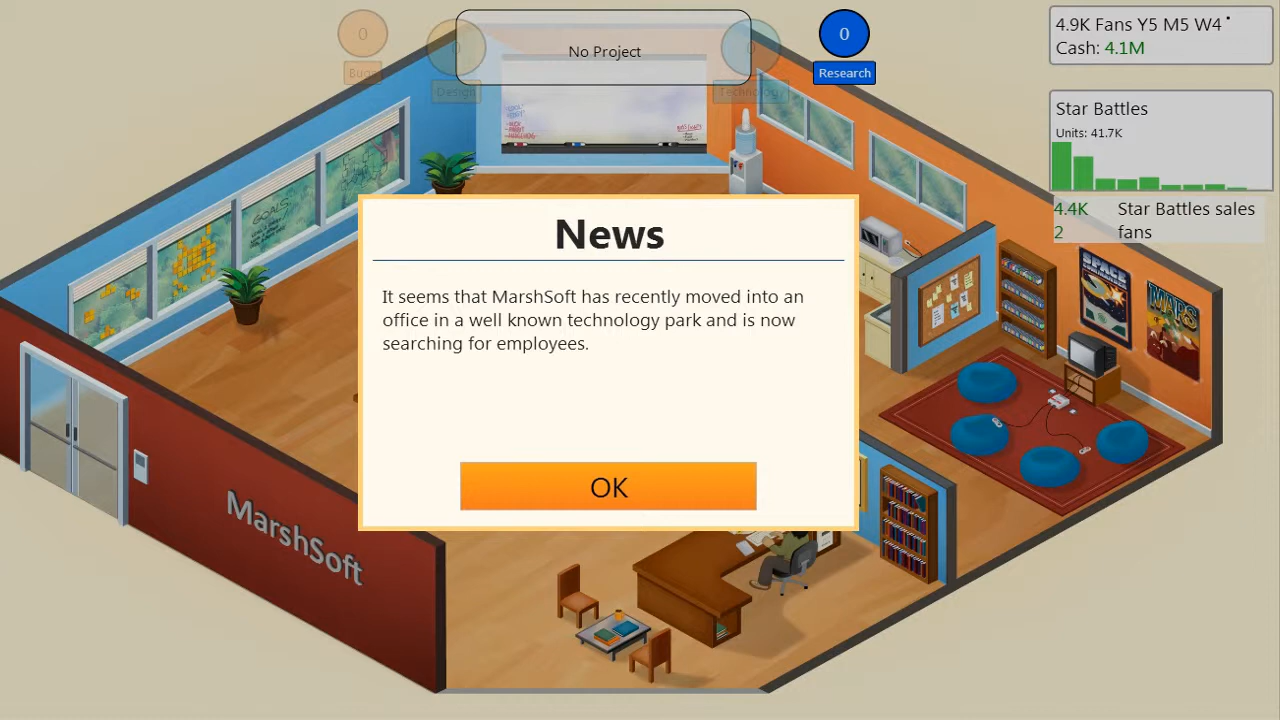 0
No Project
0
Bugs
Design
Technology
Research
4.9K Fans Y5 M5 W4
Cash: 4.1M
Star Battles
Units: 41.7K
4.4K Star Battles sales
2 fans
GOALS
SPACE
MARS
News
It seems that MarshSoft has recently moved into an
office in a well known technology park and is now
searching for employees.
OK
MarshSoft